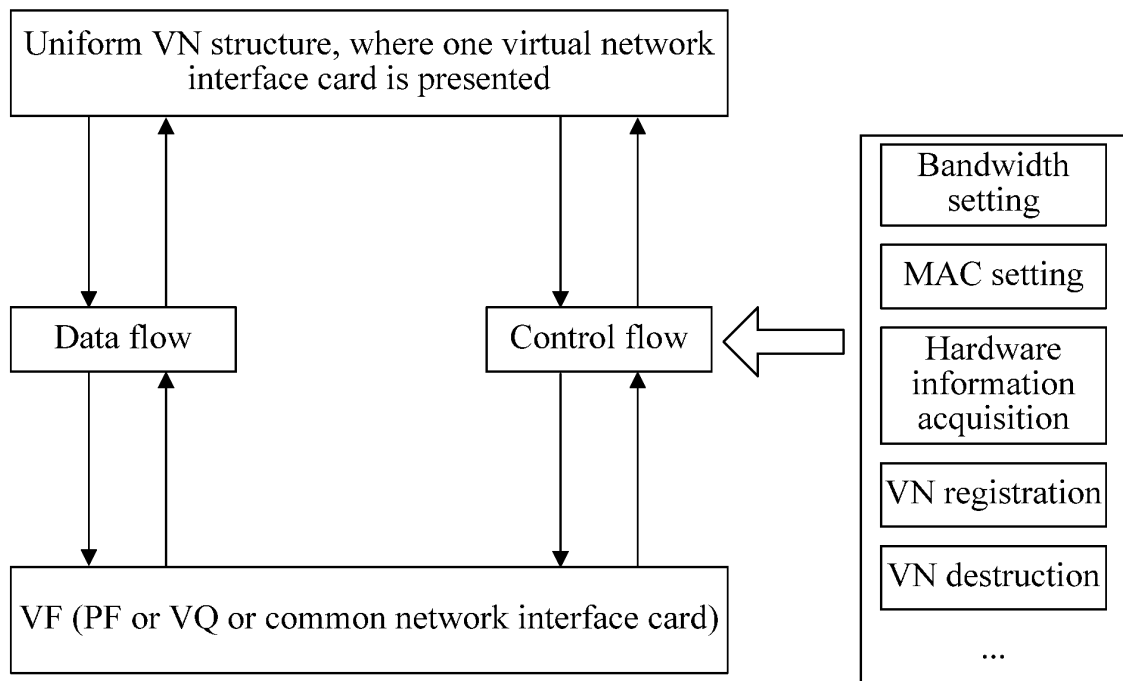 Uniform VN structure, where one virtual network
interface card is presented
Data flow
Control flow
VF (PF or VQ or common network interface card)
Bandwidth
setting
MAC setting
Hardware
information
acquisition
VN registration
VN destruction
...